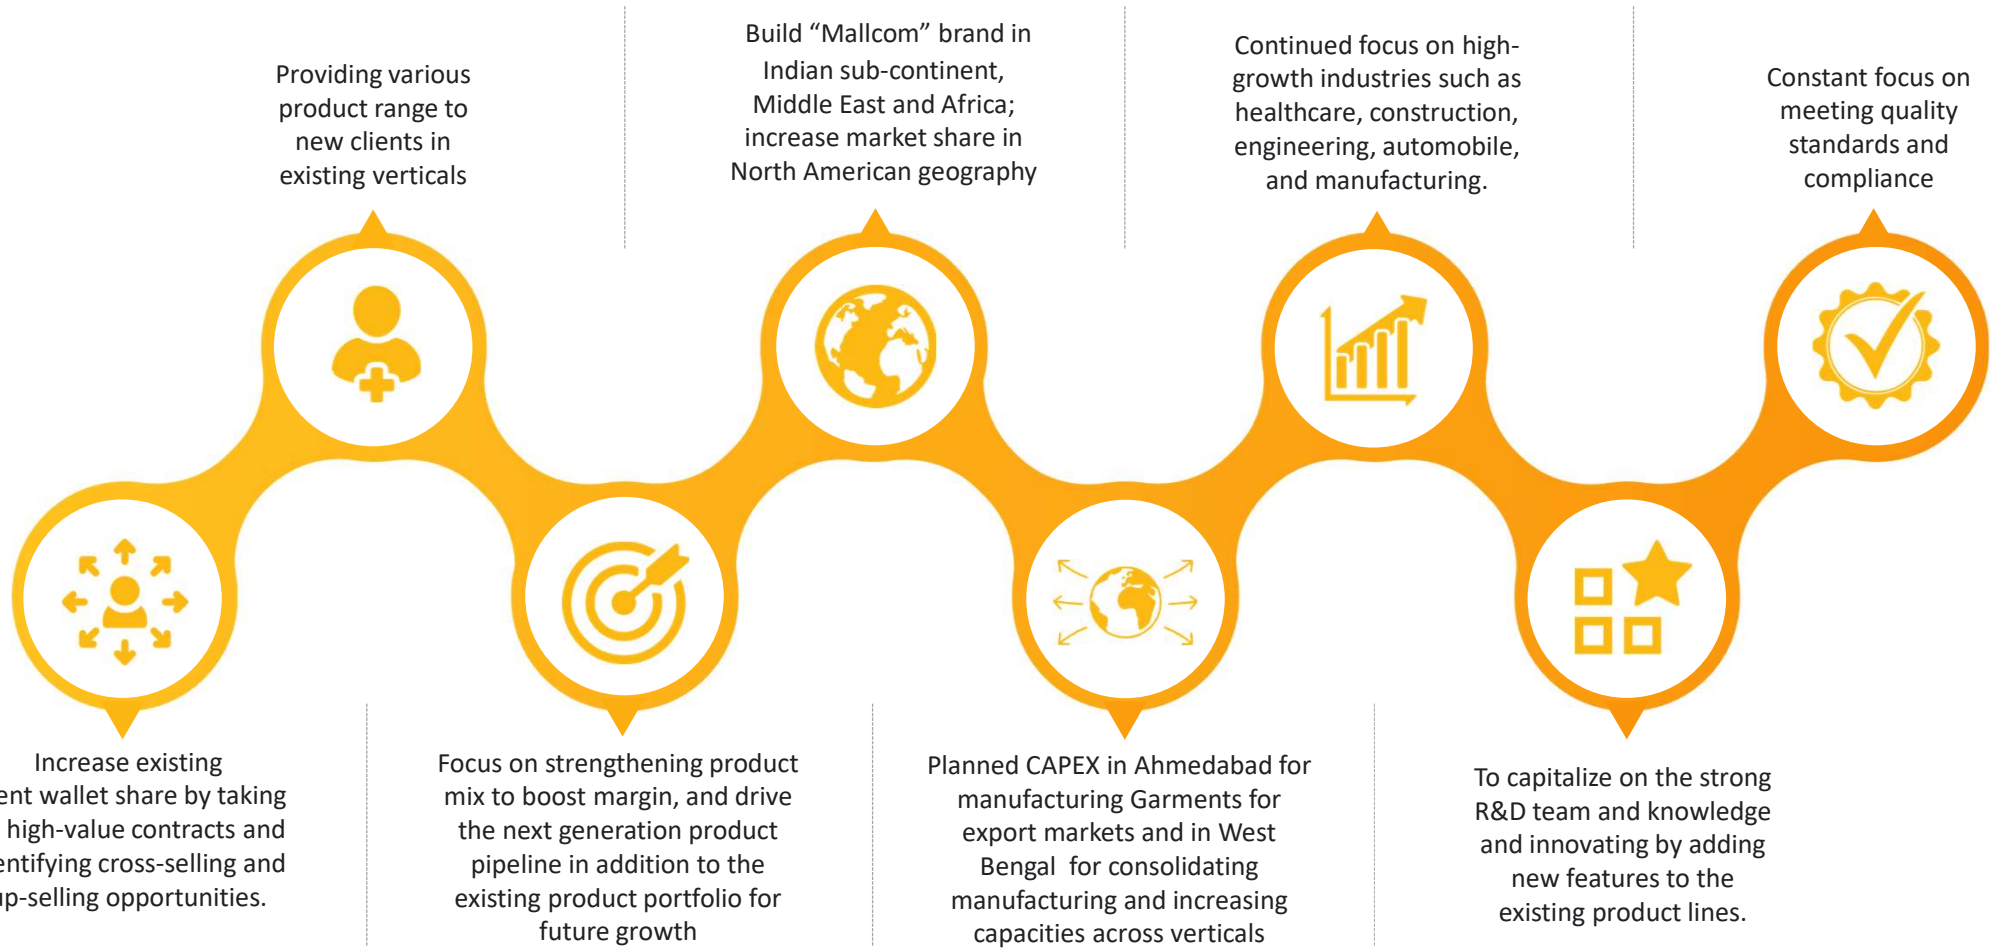 Providing various
product range to
new clients in
existing verticals
Build “Mallcom” brand in
Indian sub-continent,
Middle East and Africa;
increase market share in
North American geography
Continued focus on high-
growth industries such as
healthcare, construction,
engineering, automobile,
and manufacturing.
Constant focus on
meeting quality
standards and
compliance
Increase existing
wallet share by taking
high-value contracts and
cross-selling and
opportunities.
Focus on strengthening product
mix to boost margin, and drive
the next generation product
pipeline in addition to the
existing product portfolio for
future growth
Planned CAPEX in Ahmedabad for
manufacturing Garments for
export markets and in West
Bengal for consolidating
manufacturing and increasing
capacities across verticals
To capitalize on the strong
R&D team and knowledge
and innovating by adding
new features to the
existing product lines.